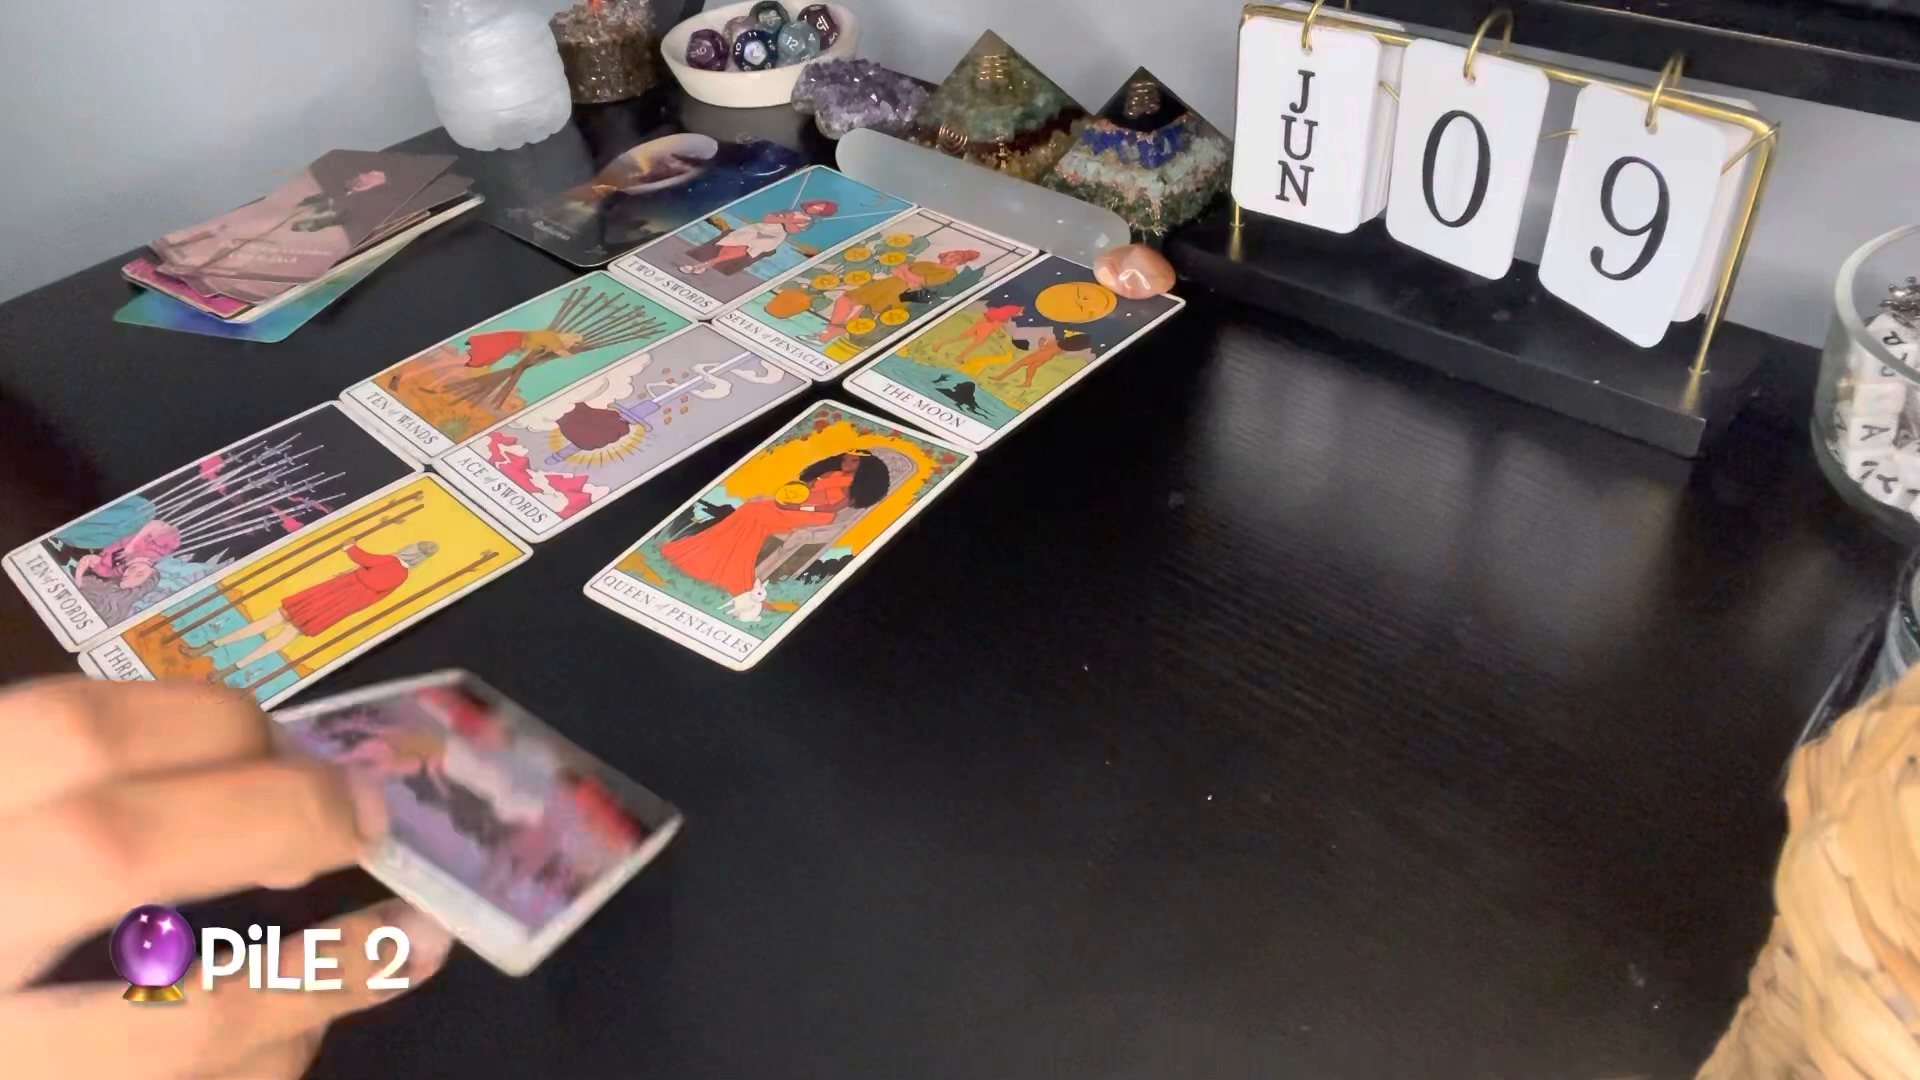 JUN 09
TWO of SWORDS
SEVEN of PENTACLES
THE MOON
TEN of WANDS
ACE of SWORDS
TEN of SWORDS
THREE
QUEEN of PENTACLES
PiLE 2